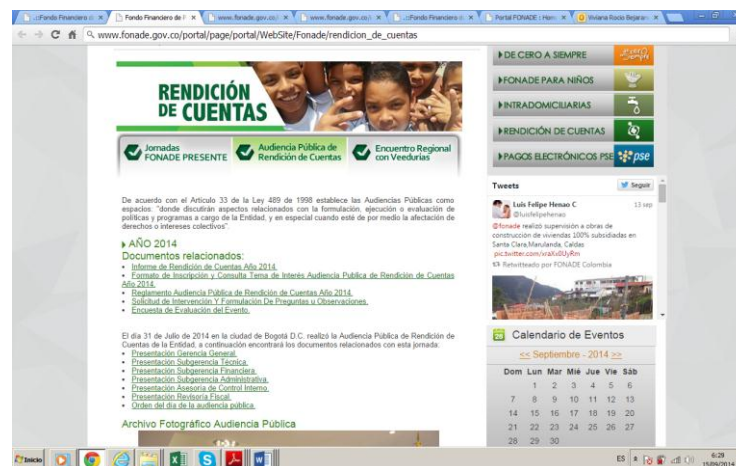 .::Fondo Financiero d
Fondo Financiero de P
www.fonade.gov.co/
www.fonade.gov.co/
.::Fondo Financiero d
Portal FONADE : Home
Viviana Rocio Bejaran
www.fonade.gov.co/portal/page/portal/WebSite/Fonade/rendicion_de_cuentas
RENDICIÓN
DE CUENTAS
Jornadas
FONADE PRESENTE
Audiencia Pública de
Rendición de Cuentas
Encuentro Regional
con Veedurias
De acuerdo con el Artículo 33 de la Ley 489 de 1998 establece las Audiencias Públicas como
espacios: "donde discutirán aspectos relacionados con la formulación, ejecución o evaluación de
políticas y programas a cargo de la Entidad, y en especial cuando esté de por medio la afectación de
derechos o intereses colectivos".
AÑO 2014
Documentos relacionados:
Informe de Rendición de Cuentas Año 2014.
Formato de Inscripción y Consulta Tema de Interés Audiencia Publica de Rendición de Cuentas
Año 2014.
Reglamento Audiencia Pública de Rendición de Cuentas Año 2014.
Solicitud de Intervención Y Formulación De Preguntas u Observaciones.
Encuesta de Evaluación del Evento.
El día 31 de Julio de 2014 en la ciudad de Bogotá D.C. realizó la Audiencia Pública de Rendición de
Cuentas de la Entidad, a continuación encontrará los documentos relacionados con esta jornada:
Presentación Gerencia General.
Presentación Subgerencia Técnica.
Presentación Subgerencia Financiera.
Presentación Subgerencia Administrativa.
Presentación Asesoría de Control Interno.
Presentación Revisoría Fiscal.
Orden del día de la audiencia pública.
Archivo Fotográfico Audiencia Pública
DE CERO A SIEMPRE
FONADE PARA NIÑOS
INTRADOMICILIARIAS
RENDICIÓN DE CUENTAS
PAGOS ELECTRÓNICOS PSE
pse
Tweets
Seguir
Luis Felipe Henao C
13 sep
@luisfelipehenao
@fonade realizó supervisión a obras de
construcción de viviendas 100% subsidiadas en
Santa Clara,Marulanda, Caldas
pic.twitter.com/xraXx0UyRm
Retwitteado por FONADE Colombia
Calendario de Eventos
<< Septiembre - 2014 >>
Dom Lun Mar Mié Jue Vie Sáb
1 2 3 4 5 6
7 8 9 10 11 12 13
14 15 16 17 18 19 20
21 22 23 24 25 26 27
28 29 30
Inicio
ES
6:29
15/09/2014